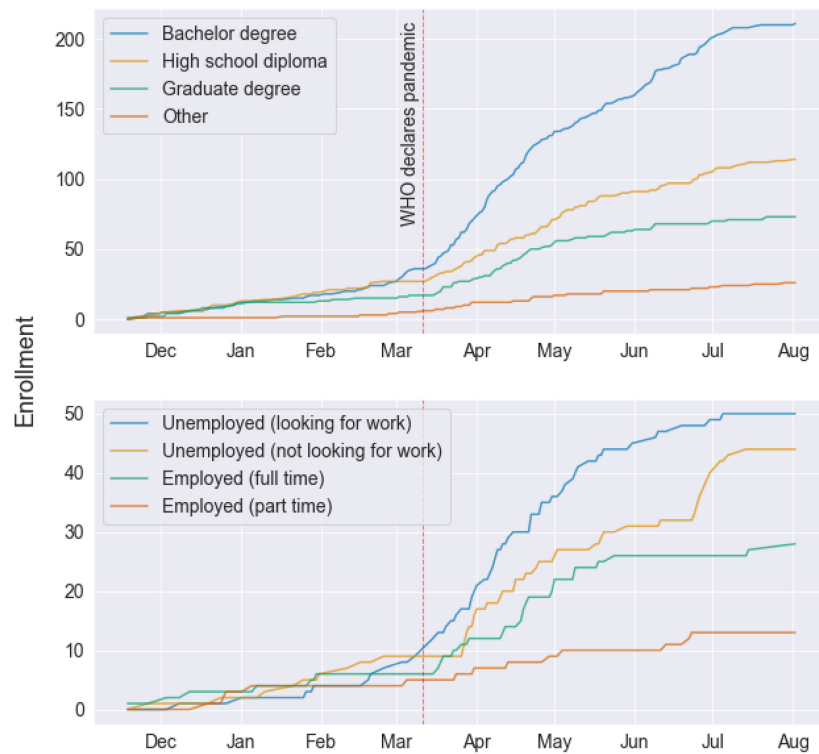 Enrollment
200
150
100
50
0
Bachelor degree
High school diploma
Graduate degree
Other
WHO declares pandemic
Dec Jan Feb Mar Apr May Jun Jul Aug
50
40
30
20
10
0
Unemployed (looking for work)
Unemployed (not looking for work)
Employed (full time)
Employed (part time)
Dec Jan Feb Mar Apr May Jun Jul Aug